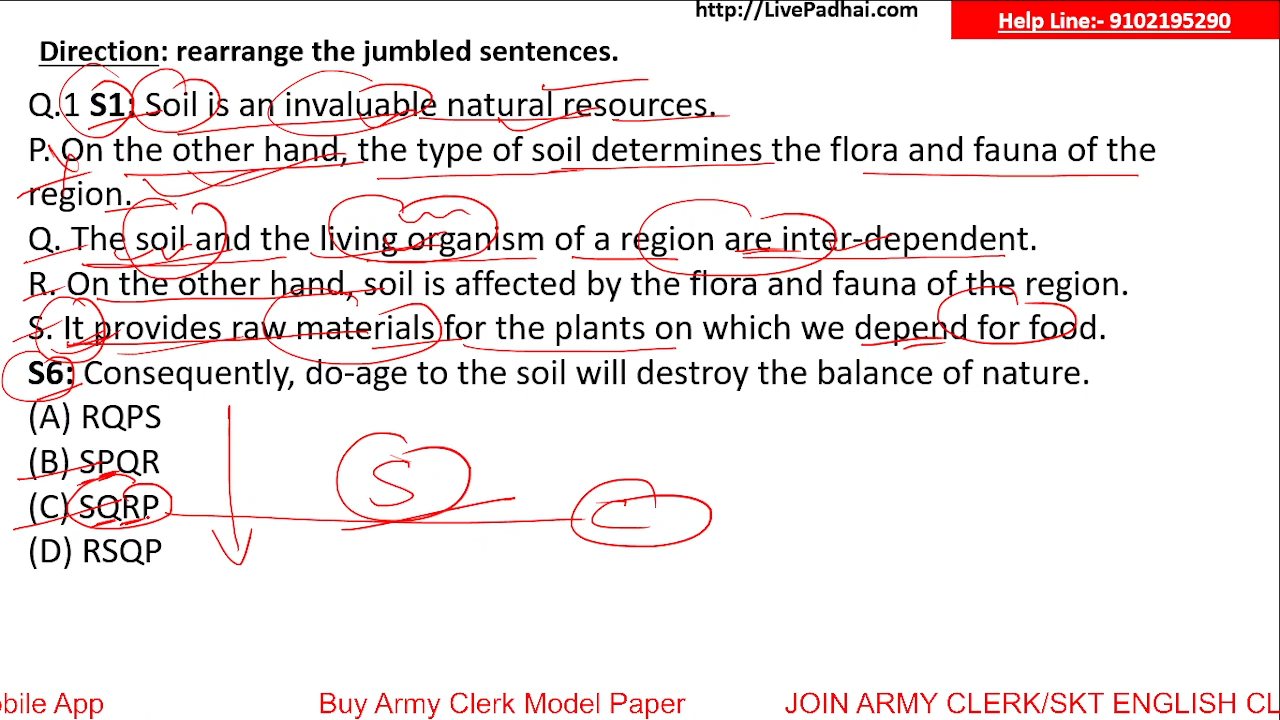 http://LivePadhai.com
Help Line:- 9102195290
Direction: rearrange the jumbled sentences.
Q.1 S1: Soil is an invaluable natural resources.
P. On the other hand, the type of soil determines the flora and fauna of the
region.
Q. The soil and the living organism of a region are inter-dependent.
R. On the other hand, soil is affected by the flora and fauna of the region.
S. It provides raw materials for the plants on which we depend for food.
S6: Consequently, do-age to the soil will destroy the balance of nature.
(A) RQPS
(B) SPQR
(C) SQRP
(D) RSQP
S
C
obile App
Buy Army Clerk Model Paper
JOIN ARMY CLERK/SKT ENGLISH CL